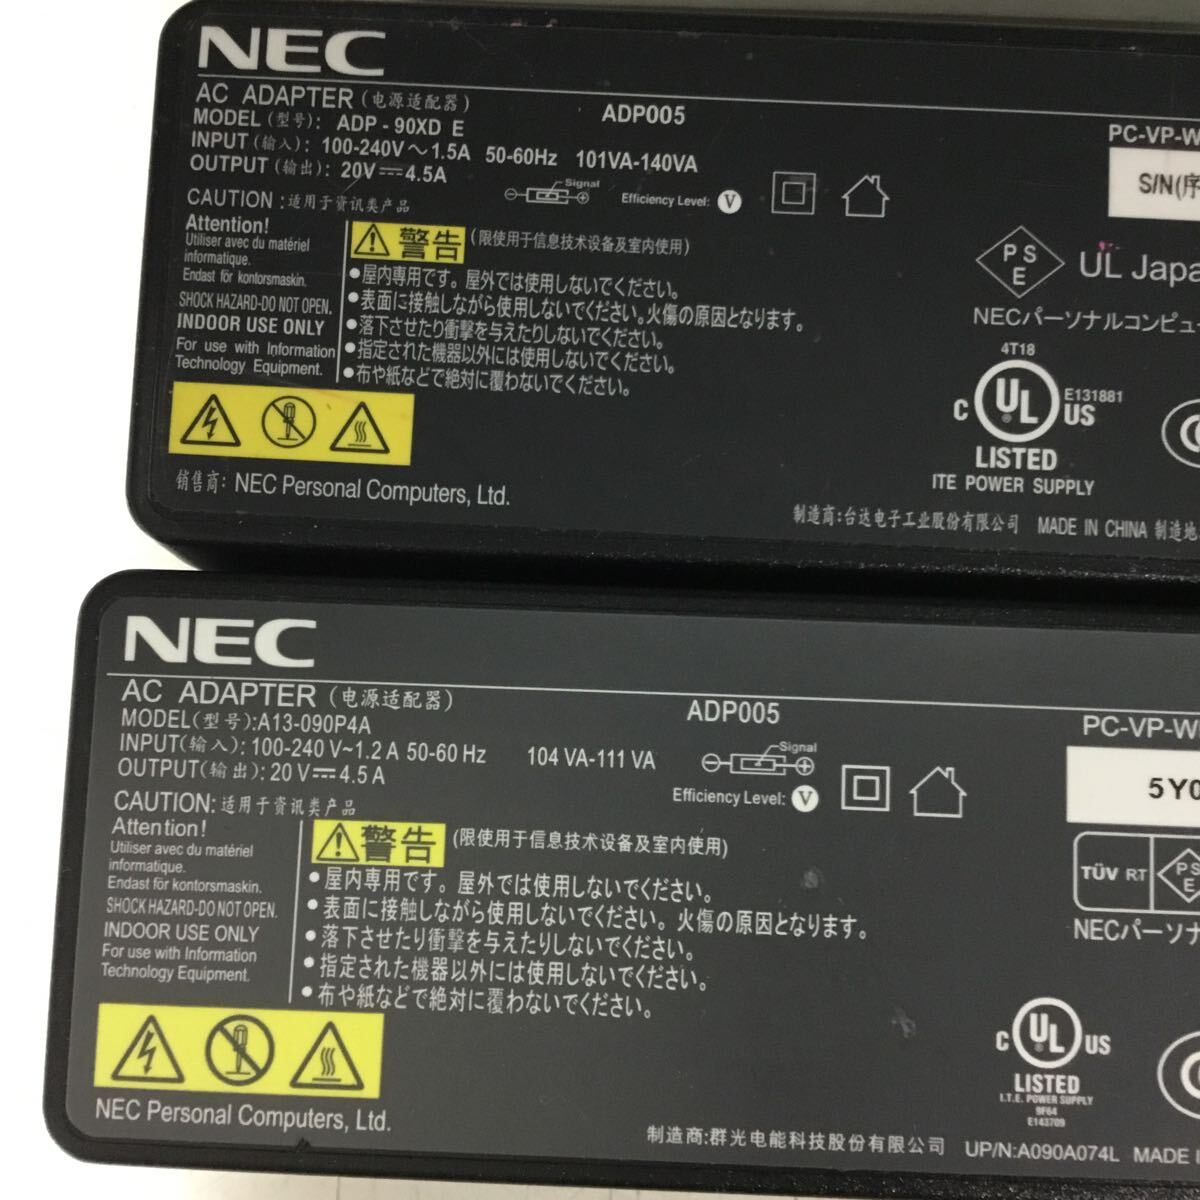 NEC
AC ADAPTER (电源适配器)
ADP005
MODEL (型号): ADP-90XD E
INPUT (输入): 100-240V～1.5A 50-60Hz 101VA-140VA
OUTPUT (输出): 20V⎓4.5A
Signal
Efficiency Level: V
CAUTION :适用于资讯类产品
Attention!
Utiliser avec du matériel
informatique.
Endast för kontorsmaskin.
SHOCK HAZARD-DO NOT OPEN.
INDOOR USE ONLY
For use with Information
Technology Equipment.
警告 (限使用于信息技术设备及室内使用)
●屋内専用です。屋外では使用しないでください。
●表面に接触しながら使用しないでください。火傷の原因となります。
●落下させたり衝撃を与えたりしないでください。
●指定された機器以外には使用しないでください。
●布や紙などで絶対に覆わないでください。
销售商: NEC Personal Computers, Ltd.
PC-VP-W
S/N(序
PS
E
UL Japa
NECパーソナルコンピュ
4T18
C UL US
E131881
LISTED
ITE POWER SUPPLY
制造商:台达电子工业股份有限公司 MADE IN CHINA 制造地
NEC
AC ADAPTER (电源适配器)
ADP005
MODEL(型号):A13-090P4A
INPUT(输入): 100-240 V~1.2 A 50-60 Hz 104 VA-111 VA
OUTPUT(输出): 20 V⎓4.5 A
Signal
Efficiency Level: V
CAUTION: 适用于资讯类产品
Attention!
Utiliser avec du matériel
informatique.
Endast för kontorsmaskin.
SHOCK HAZARD-DO NOT OPEN.
INDOOR USE ONLY
For use with Information
Technology Equipment.
警告 (限使用于信息技术设备及室内使用)
●屋内専用です。屋外では使用しないでください。
●表面に接触しながら使用しないでください。火傷の原因となります。
●落下させたり衝撃を与えたりしないでください。
●指定された機器以外には使用しないでください。
●布や紙などで絶対に覆わないでください。
NEC Personal Computers, Ltd.
PC-VP-W
5Y0
TÜV RT
PS
E
NECパーソナ
C UL US
LISTED
I.T.E. POWER SUPPLY
9F64
E143709
制造商:群光电能科技股份有限公司 UP/N:A090A074L MADE I